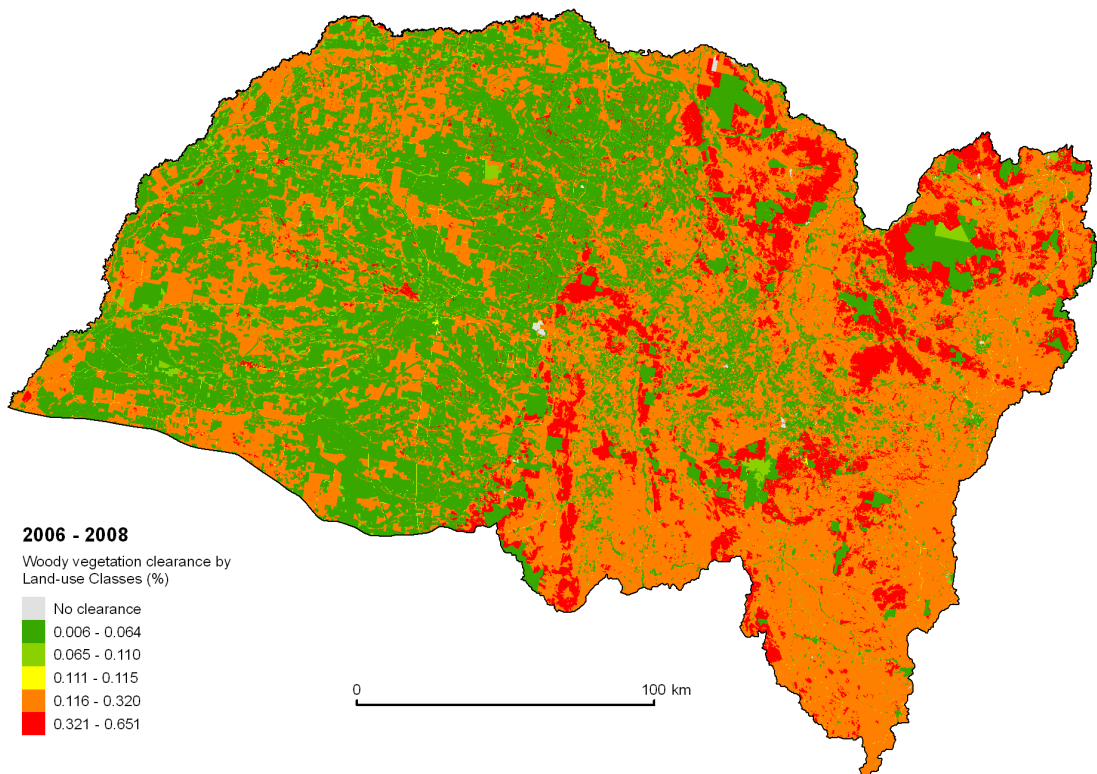 2006 - 2008
Woody vegetation clearance by
Land-use Classes (%)
No clearance
0.006 - 0.064
0.065 - 0.110
0.111 - 0.115
0.116 - 0.320
0.321 - 0.651
0 100 km